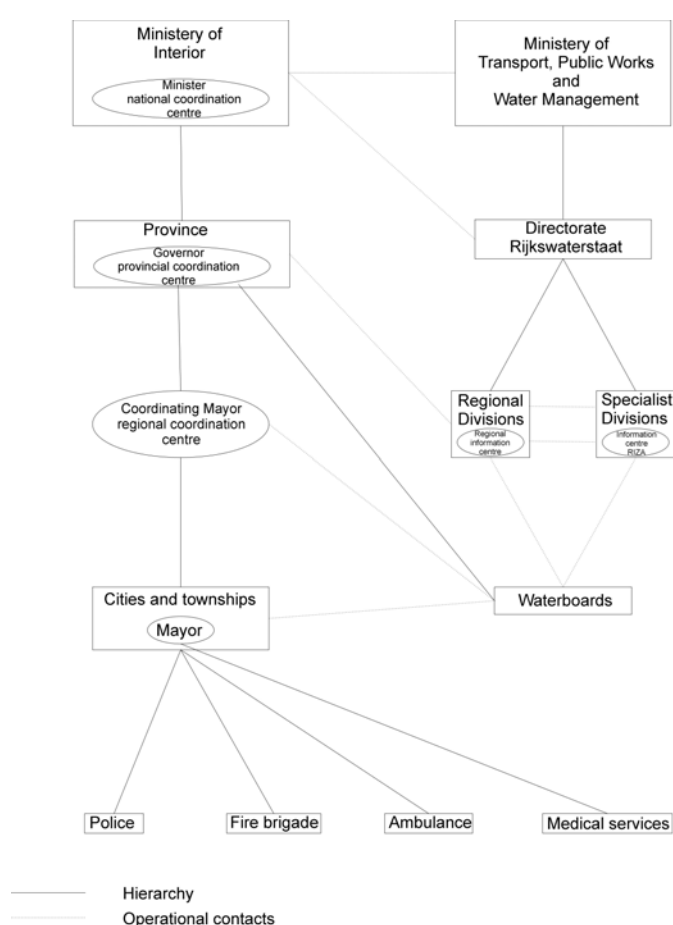 Ministery of
Interior
Minister
national coordination
centre
Ministery of
Transport, Public Works
and
Water Management
Province
Governor
provincial coordination
centre
Directorate
Rijkswaterstaat
Coordinating Mayor
regional coordination
centre
Regional
Divisions
Regional
information
centre
Specialist
Divisions
Information
centre
RIZA
Cities and townships
Mayor
Waterboards
Police
Fire brigade
Ambulance
Medical services
Hierarchy
Operational contacts